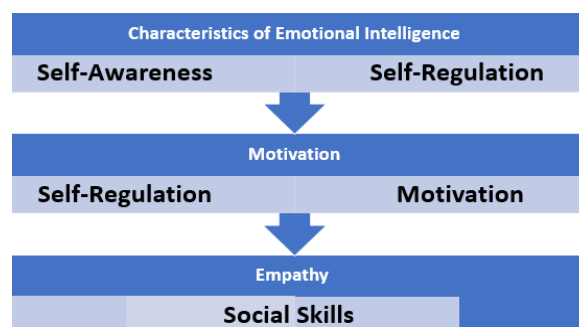 Characteristics of Emotional Intelligence
Self-Awareness Self-Regulation
Motivation
Self-Regulation Motivation
Empathy
Social Skills